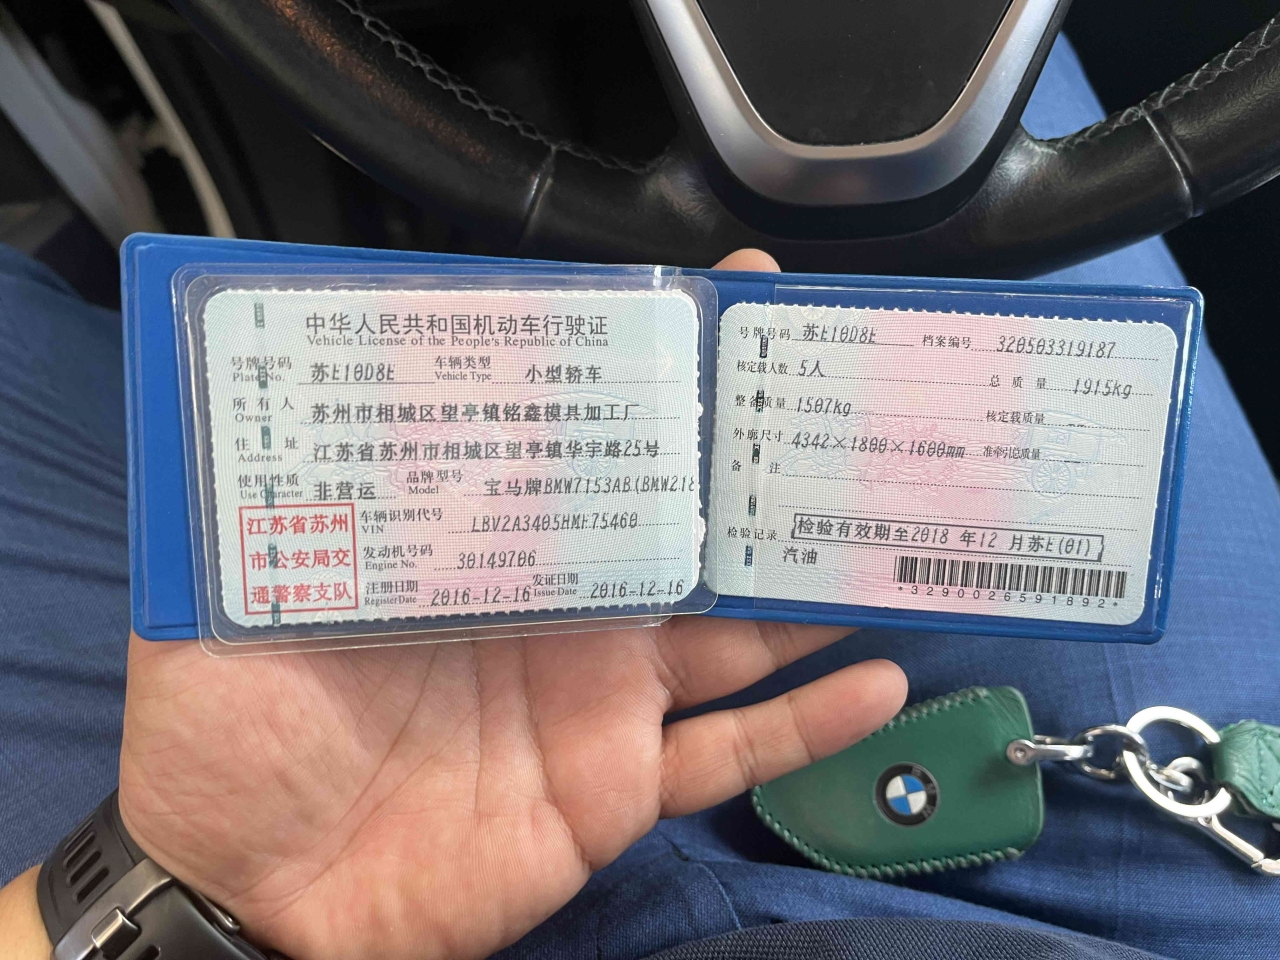 中华人民共和国机动车行驶证
Vehicle License of the People's Republic of China
号牌号码 Plate No. 苏E10D8E 车辆类型 Vehicle Type 小型轿车
所有人 Owner 苏州市相城区望亭镇铭鑫模具加工厂
住址 Address 江苏省苏州市相城区望亭镇华宇路25号
使用性质 Use Character 非营运 品牌型号 Model 宝马牌BMW7153AB(BMW218
江苏省苏州
市公安局交
通警察支队
车辆识别代号 VIN LBV2A3405HMF75460
发动机号码 Engine No. 30149706
注册日期 Register Date 2016-12-16 发证日期 Issue Date 2016-12-16
号牌号码 苏E10D8E 档案编号 320503319187
核定载人数 5人 总质量 1915kg
整备质量 1507kg 核定载质量 --
外廓尺寸 4342×1800×1600mm 准牵引总质量 --
备注
检验记录 检验有效期至2018 年12 月苏E(01)
汽油
*3290026591892*